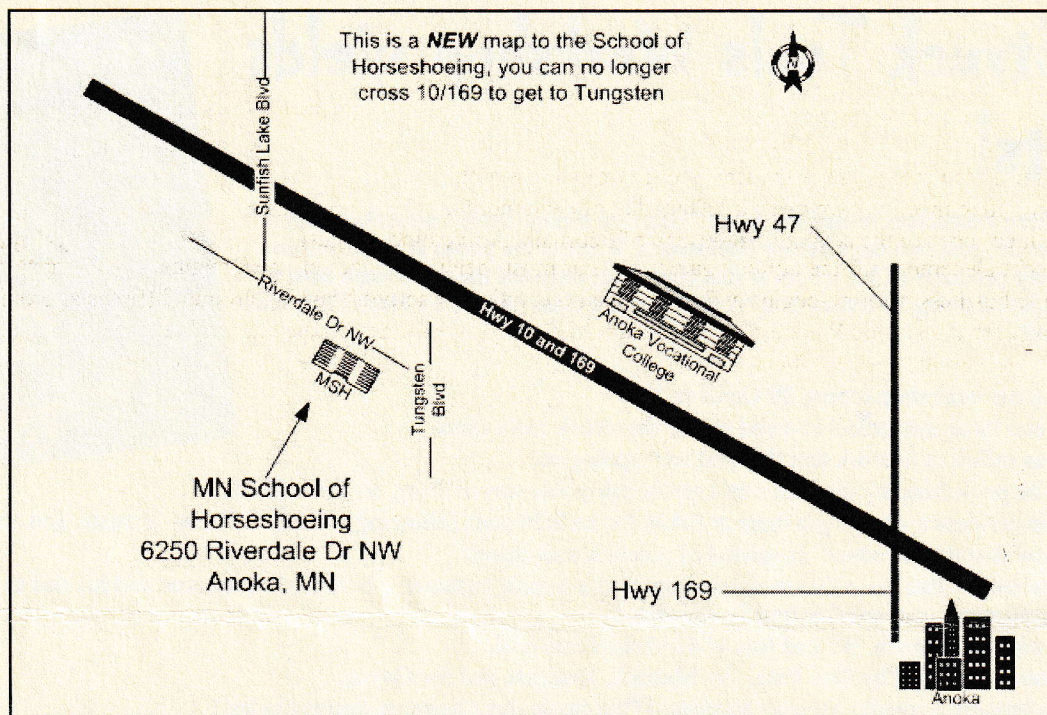 This is a NEW map to the School of
Horseshoeing, you can no longer
cross 10/169 to get to Tungsten
N
Sunfish Lake Blvd
Hwy 47
Riverdale Dr NW
Hwy 10 and 169
Anoka Vocational
College
MSH
Tungsten
Blvd
MN School of
Horseshoeing
6250 Riverdale Dr NW
Anoka, MN
Hwy 169
Anoka